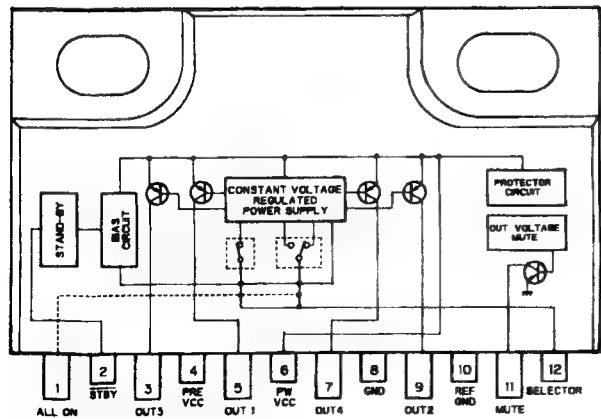 CONSTANT VOLTAGE
REGULATED
POWER SUPPLY
PROTECTOR
CIRCUIT
STAND-BY
BIAS
CIRCUIT
OUT VOLTAGE
MUTE
1
2
3
4
5
6
7
8
9
10
11
12
ALL ON
STBY
OUT3
PRE
VCC
OUT 1
PW
VCC
OUT4
GND
OUT2
REF
GND
MUTE
SELECTOR